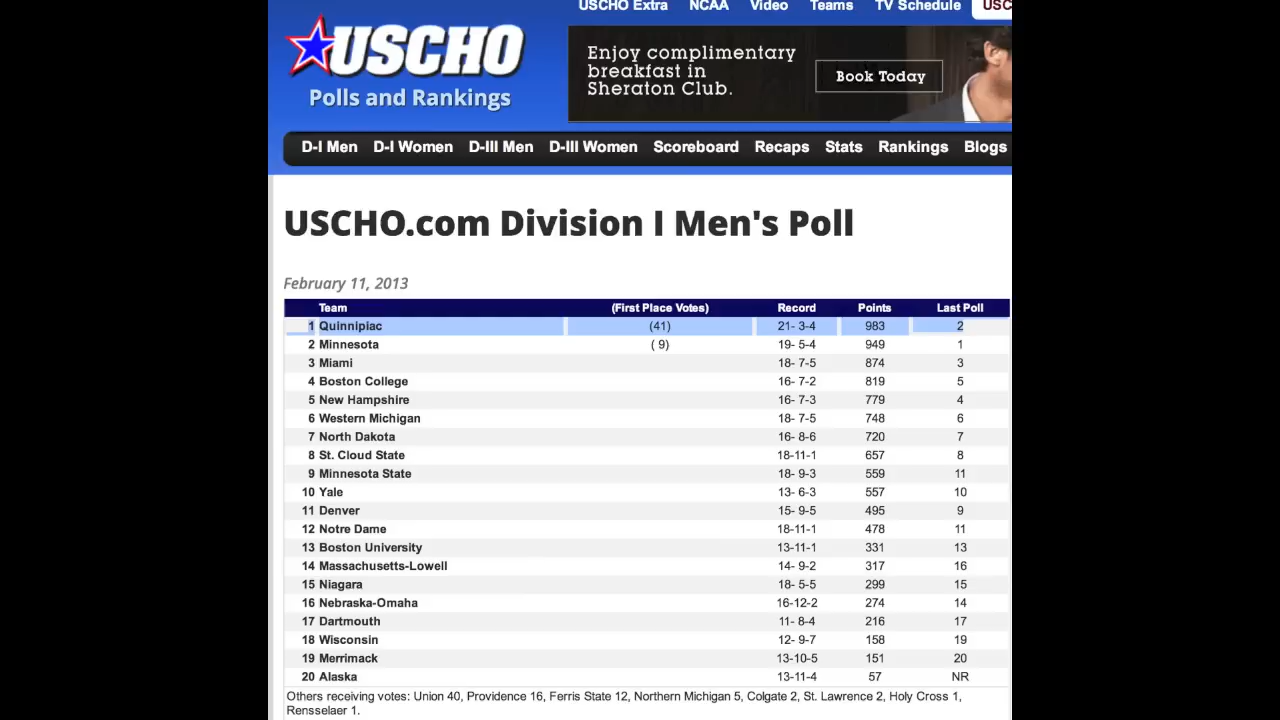 USCHO Extra NCAA Video Teams TV Schedule USC
USCHO
Polls and Rankings
Enjoy complimentary
breakfast in
Sheraton Club.
Book Today
D-I Men D-I Women D-III Men D-III Women Scoreboard Recaps Stats Rankings Blogs
USCHO.com Division I Men's Poll
February 11, 2013
Team (First Place Votes) Record Points Last Poll
1 Quinnipiac (41) 21- 3-4 983 2
2 Minnesota ( 9) 19- 5-4 949 1
3 Miami 18- 7-5 874 3
4 Boston College 16- 7-2 819 5
5 New Hampshire 16- 7-3 779 4
6 Western Michigan 18- 7-5 748 6
7 North Dakota 16- 8-6 720 7
8 St. Cloud State 18-11-1 657 8
9 Minnesota State 18- 9-3 559 11
10 Yale 13- 6-3 557 10
11 Denver 15- 9-5 495 9
12 Notre Dame 18-11-1 478 11
13 Boston University 13-11-1 331 13
14 Massachusetts-Lowell 14- 9-2 317 16
15 Niagara 18- 5-5 299 15
16 Nebraska-Omaha 16-12-2 274 14
17 Dartmouth 11- 8-4 216 17
18 Wisconsin 12- 9-7 158 19
19 Merrimack 13-10-5 151 20
20 Alaska 13-11-4 57 NR
Others receiving votes: Union 40, Providence 16, Ferris State 12, Northern Michigan 5, Colgate 2, St. Lawrence 2, Holy Cross 1,
Rensselaer 1.